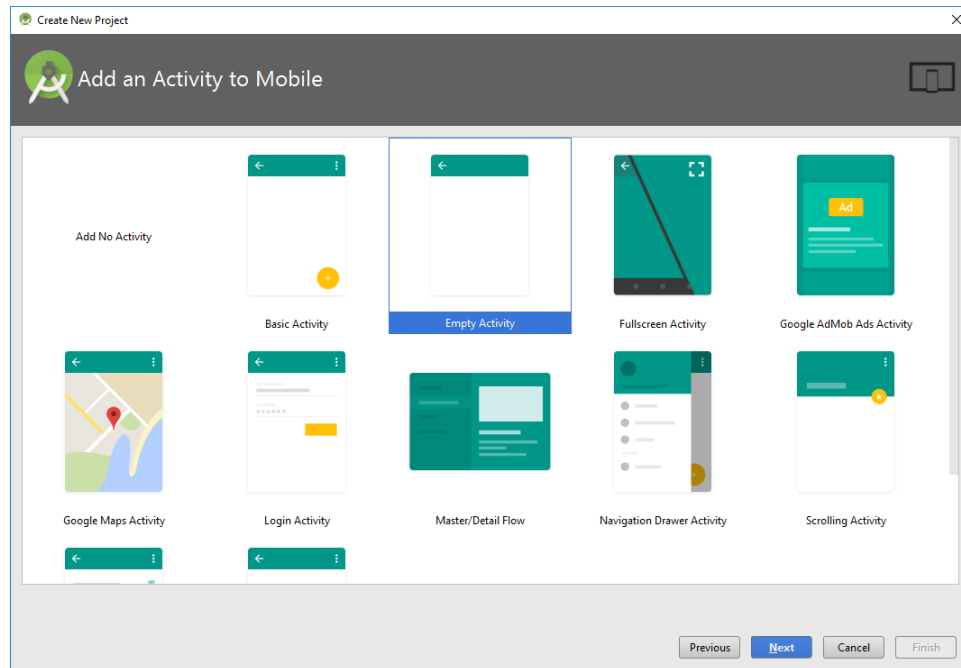 Create New Project
Add an Activity to Mobile
Add No Activity
Basic Activity
Empty Activity
Fullscreen Activity
Ad
Google AdMob Ads Activity
Google Maps Activity
Login Activity
Master/Detail Flow
Navigation Drawer Activity
Scrolling Activity
Previous
Next
Cancel
Finish